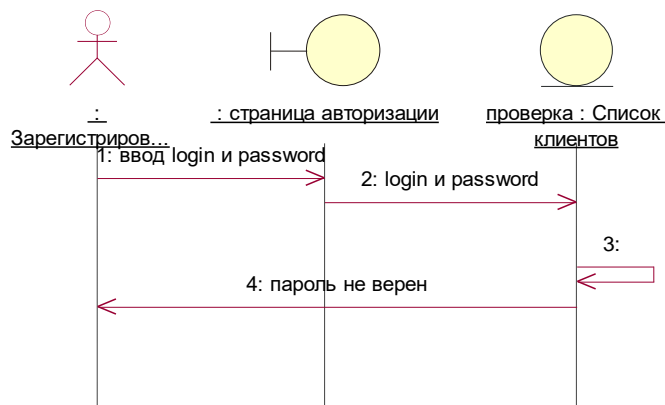 :
Зарегистриров...
: страница авторизации
проверка : Список
клиентов
1: ввод login и password
2: login и password
3:
4: пароль не верен